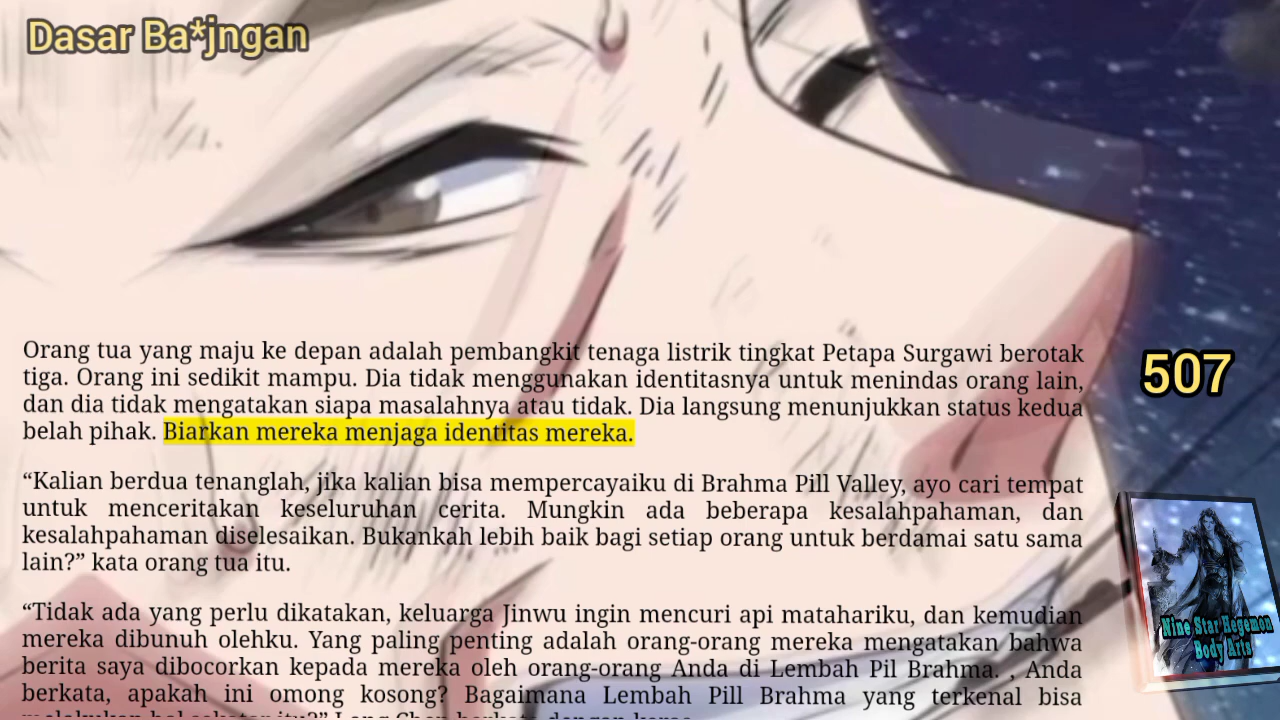 Dasar Ba*jngan
Orang tua yang maju ke depan adalah pembangkit tenaga listrik tingkat Petapa Surgawi berotak
tiga. Orang ini sedikit mampu. Dia tidak menggunakan identitasnya untuk menindas orang lain,
dan dia tidak mengatakan siapa masalahnya atau tidak. Dia langsung menunjukkan status kedua
belah pihak. Biarkan mereka menjaga identitas mereka.
507
“Kalian berdua tenanglah, jika kalian bisa mempercayaiku di Brahma Pill Valley, ayo cari tempat
untuk menceritakan keseluruhan cerita. Mungkin ada beberapa kesalahpahaman, dan
kesalahpahaman diselesaikan. Bukankah lebih baik bagi setiap orang untuk berdamai satu sama
lain?” kata orang tua itu.
“Tidak ada yang perlu dikatakan, keluarga Jinwu ingin mencuri api matahariku, dan kemudian
mereka dibunuh olehku. Yang paling penting adalah orang-orang mereka mengatakan bahwa
berita saya dibocorkan kepada mereka oleh orang-orang Anda di Lembah Pil Brahma. , Anda
berkata, apakah ini omong kosong? Bagaimana Lembah Pill Brahma yang terkenal bisa
Nine Star Hegemon
Body Arts